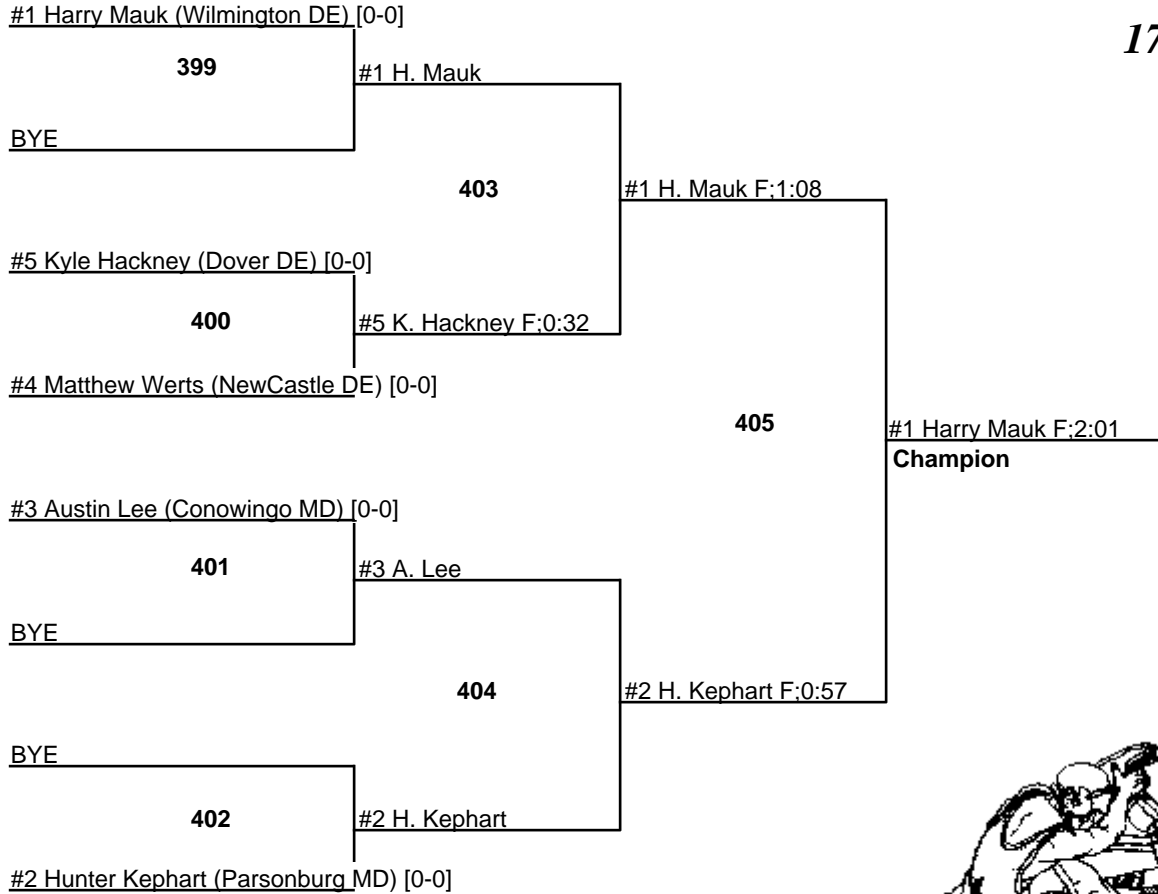 #1 Harry Mauk (Wilmington DE) [0-0]
17
399
#1 H. Mauk
BYE
403
#1 H. Mauk F;1:08
#5 Kyle Hackney (Dover DE) [0-0]
400
#5 K. Hackney F;0:32
#4 Matthew Werts (NewCastle DE) [0-0]
405
#1 Harry Mauk F;2:01
Champion
#3 Austin Lee (Conowingo MD) [0-0]
401
#3 A. Lee
BYE
404
#2 H. Kephart F;0:57
BYE
402
#2 H. Kephart
#2 Hunter Kephart (Parsonburg MD) [0-0]